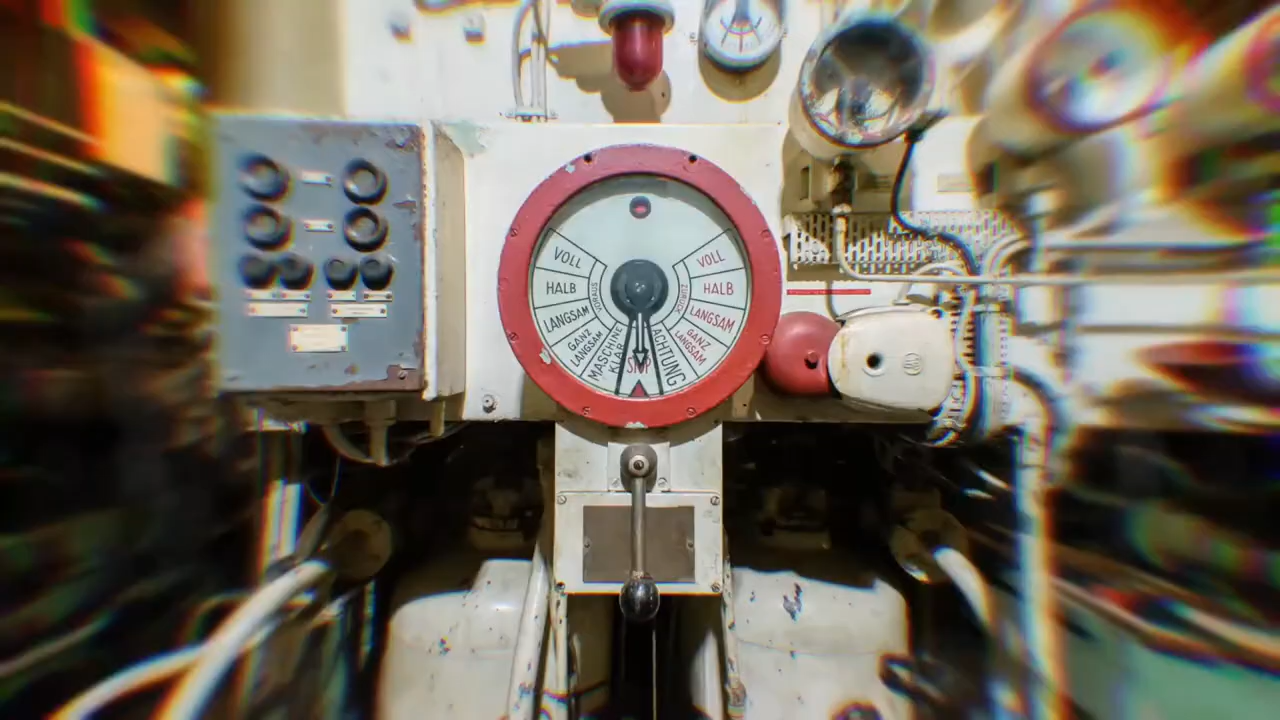 VOLL
HALB
LANGSAM
GANZ
LANGSAM
VORAUS
MASCHINE
KLAR
STOP
ACHTUNG
GANZ
LANGSAM
LANGSAM
HALB
VOLL
ZURÜCK